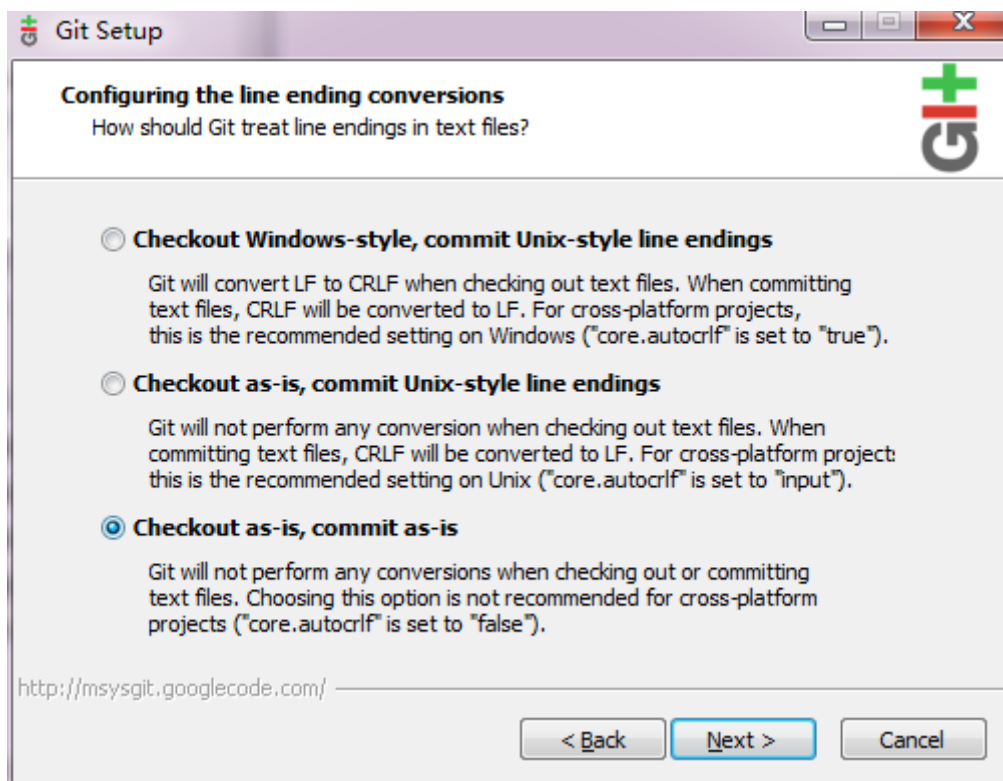 Git Setup
Configuring the line ending conversions
How should Git treat line endings in text files?
Checkout Windows-style, commit Unix-style line endings
Git will convert LF to CRLF when checking out text files. When committing
text files, CRLF will be converted to LF. For cross-platform projects,
this is the recommended setting on Windows ("core.autocrlf" is set to "true").
Checkout as-is, commit Unix-style line endings
Git will not perform any conversion when checking out text files. When
committing text files, CRLF will be converted to LF. For cross-platform project
this is the recommended setting on Unix ("core.autocrlf" is set to "input").
Checkout as-is, commit as-is
Git will not perform any conversions when checking out or committing
text files. Choosing this option is not recommended for cross-platform
projects ("core.autocrlf" is set to "false").
http://msysgit.googlecode.com/
< Back
Next >
Cancel